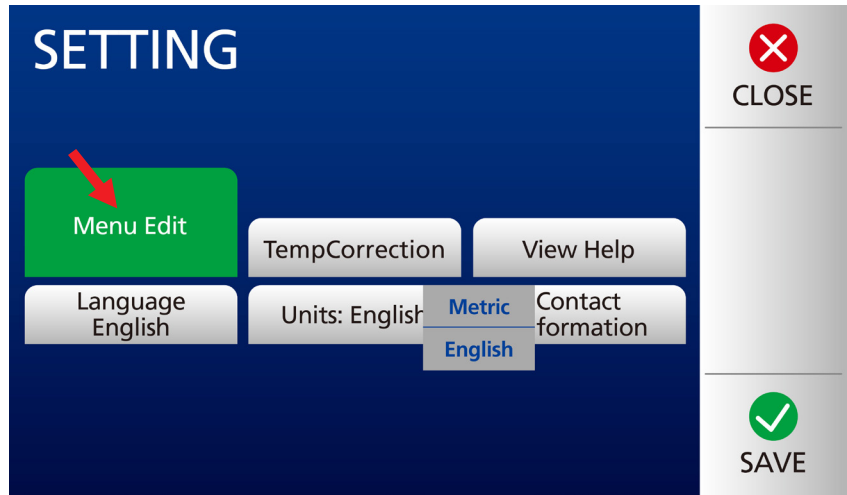 SETTING
CLOSE
Menu Edit
TempCorrection
View Help
Language
English
Units: English
Metric
English
Contact
formation
SAVE